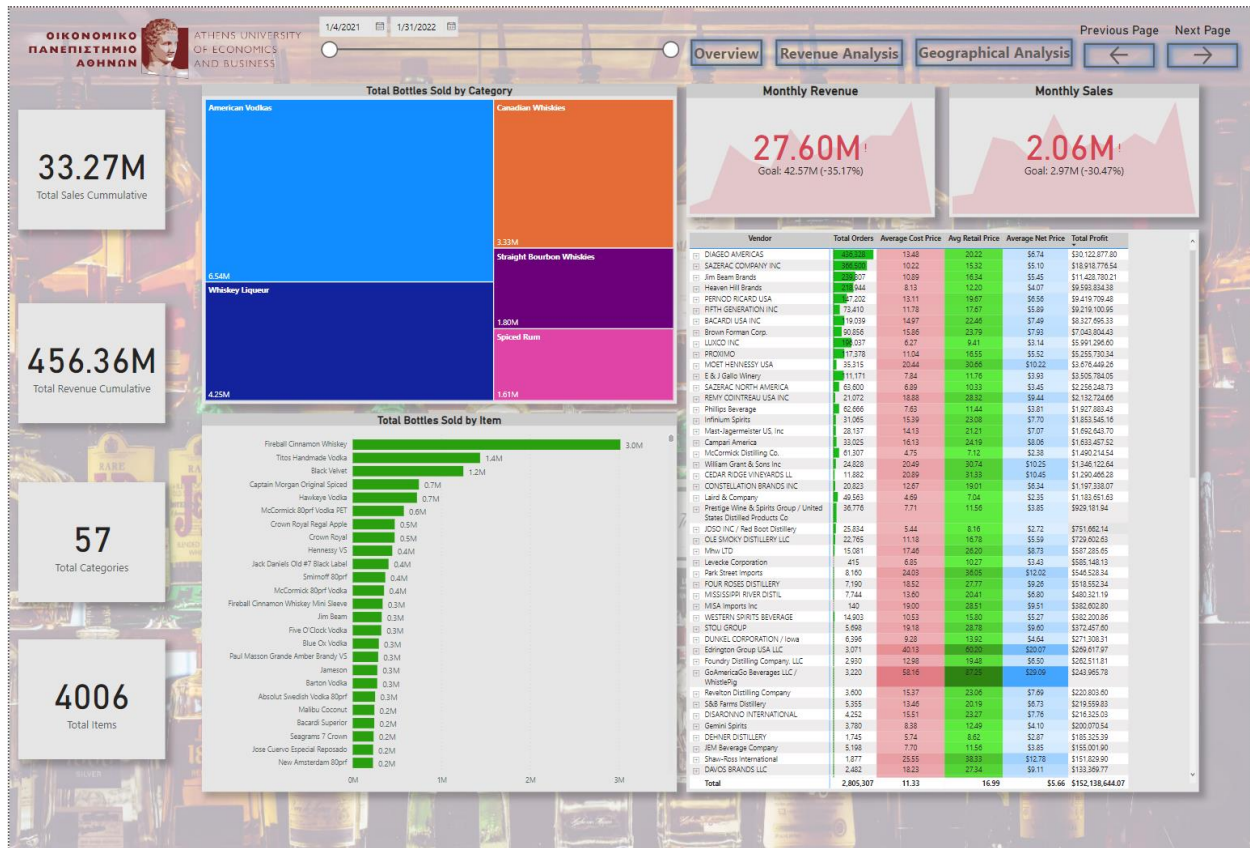 ΟΙΚΟΝΟΜΙΚΟ
ΠΑΝΕΠΙΣΤΗΜΙΟ
ΑΘΗΝΩΝ
ATHENS UNIVERSITY
OF ECONOMICS
AND BUSINESS
1/4/2021 1/31/2022
Overview
Revenue Analysis
Geographical Analysis
Previous Page
Next Page
33.27M
Total Sales Cummulative
456.36M
Total Revenue Cumulative
57
Total Categories
4006
Total Items
Total Bottles Sold by Category
American Vodkas
6.54M
Whiskey Liqueur
4.25M
Canadian Whiskies
3.33M
Straight Bourbon Whiskies
1.80M
Spiced Rum
1.61M
Total Bottles Sold by Item
Fireball Cinnamon Whiskey 3.0M
Titos Handmade Vodka 1.4M
Black Velvet 1.2M
Captain Morgan Original Spiced 0.7M
Hawkeye Vodka 0.7M
McCormick 80prf Vodka PET 0.6M
Crown Royal Regal Apple 0.5M
Crown Royal 0.5M
Hennessy VS 0.4M
Jack Daniels Old #7 Black Label 0.4M
Smirnoff 80prf 0.4M
McCormick 80prf Vodka 0.4M
Fireball Cinnamon Whiskey Mini Sleeve 0.3M
Jim Beam 0.3M
Five O'Clock Vodka 0.3M
Blue Ox Vodka 0.3M
Paul Masson Grande Amber Brandy VS 0.3M
Jameson 0.3M
Barton Vodka 0.3M
Absolut Swedish Vodka 80prf 0.3M
Malibu Coconut 0.2M
Bacardi Superior 0.2M
Seagrams 7 Crown 0.2M
Jose Cuervo Especial Reposado 0.2M
New Amsterdam 80prf 0.2M
0M 1M 2M 3M
Monthly Revenue
27.60M!
Goal: 42.57M (-35.17%)
Monthly Sales
2.06M!
Goal: 2.97M (-30.47%)
Vendor Total Orders Average Cost Price Avg Retail Price Average Net Price Total Profit
DIAGEO AMERICAS 13.48 20.22 $6.74 $30,122,877.80
SAZERAC COMPANY INC 10.22 15.32 $5.10 $18,918,776.54
Jim Beam Brands 10.89 16.34 $5.45 $11,428,780.21
Heaven Hill Brands 8.13 12.20 $4.07 $9,593,834.38
PERNOD RICARD USA 13.11 19.67 $6.56 $9,419,709.48
FIFTH GENERATION INC 73,410 11.78 17.67 $5.89 $9,219,100.95
BACARDI USA INC 119,039 14.97 22.46 $7.49 $8,327,695.33
Brown Forman Corp. 90,856 15.86 23.79 $7.93 $7,043,804.43
LUXCO INC 6.27 9.41 $3.14 $5,991,296.60
PROXIMO 117,378 11.04 16.55 $5.52 $5,255,730.34
MOET HENNESSY USA 35,315 20.44 30.66 $10.22 $3,676,449.26
E & J Gallo Winery 111,171 7.84 11.76 $3.93 $3,505,784.05
SAZERAC NORTH AMERICA 63,600 6.89 10.33 $3.45 $2,256,248.73
REMY COINTREAU USA INC 21,072 18.88 28.32 $9.44 $2,132,724.66
Phillips Beverage 62,666 7.63 11.44 $3.81 $1,927,883.43
Infinium Spirits 31,065 15.39 23.08 $7.70 $1,853,545.16
Mast-Jagermeister US, Inc 28,137 14.13 21.21 $7.07 $1,692,643.70
Campari America 33,025 16.13 24.19 $8.06 $1,633,457.52
McCormick Distilling Co. 61,307 4.75 7.12 $2.38 $1,490,214.54
William Grant & Sons Inc 24,828 20.49 30.74 $10.25 $1,346,122.64
CEDAR RIDGE VINEYARDS LL 11,882 20.89 31.33 $10.45 $1,290,466.28
CONSTELLATION BRANDS INC 20,823 12.67 19.01 $6.34 $1,197,338.07
Laird & Company 49,563 4.69 7.04 $2.35 $1,183,651.63
Prestige Wine & Spirits Group / United 36,776 7.71 11.56 $3.85 $929,181.94
States Distilled Products Co
JDSO INC / Red Boot Distillery 25,834 5.44 8.16 $2.72 $751,662.14
OLE SMOKY DISTILLERY LLC 22,765 11.18 16.78 $5.59 $729,602.63
Mhw LTD 15,081 17.46 26.20 $8.73 $587,285.65
Levecke Corporation 415 6.85 10.27 $3.43 $585,148.13
Park Street Imports 8,160 24.03 36.05 $12.02 $546,528.34
FOUR ROSES DISTILLERY 7,190 18.52 27.77 $9.26 $518,552.34
MISSISSIPPI RIVER DISTIL 7,744 13.60 20.41 $6.80 $480,321.19
MISA Imports Inc 140 19.00 28.51 $9.51 $382,602.80
WESTERN SPIRITS BEVERAGE 14,903 10.53 15.80 $5.27 $382,200.86
STOLI GROUP 5,698 19.18 28.78 $9.60 $372,457.60
DUNKEL CORPORATION / Iowa 6,396 9.28 13.92 $4.64 $271,308.31
Edrington Group USA LLC 3,071 40.13 60.20 $20.07 $269,617.97
Foundry Distilling Company, LLC 2,930 12.98 19.48 $6.50 $262,511.81
GoAmericaGo Beverages LLC / 3,220 58.16 87.25 $29.09 $243,965.78
WhistlePig
Revelton Distilling Company 3,600 15.37 23.06 $7.69 $220,803.60
S&B Farms Distillery 5,355 13.46 20.19 $6.73 $219,559.83
DISARONNO INTERNATIONAL 4,252 15.51 23.27 $7.76 $216,325.03
Gemini Spirits 3,780 8.38 12.49 $4.10 $200,070.54
DEHNER DISTILLERY 1,745 5.74 8.62 $2.87 $185,325.39
JEM Beverage Company 5,198 7.70 11.56 $3.85 $155,001.90
Shaw-Ross International 1,877 25.55 38.33 $12.78 $151,829.90
DAVOS BRANDS LLC 2,482 18.23 27.34 $9.11 $133,369.77
Total 2,805,307 11.33 16.99 $5.66 $152,138,644.07